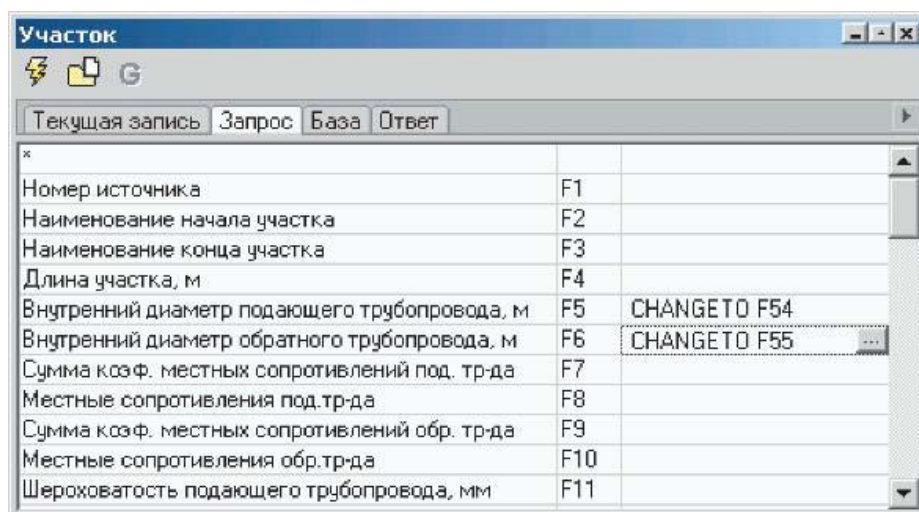 Участок
G
Текущая запись Запрос База Ответ
*
Номер источника F1
Наименование начала участка F2
Наименование конца участка F3
Длина участка, м F4
Внутренний диаметр подающего трубопровода, м F5 CHANGETO F54
Внутренний диаметр обратного трубопровода, м F6 CHANGETO F55 ...
Сумма коэф. местных сопротивлений под. тр-да F7
Местные сопротивления под.тр-да F8
Сумма коэф. местных сопротивлений обр. тр-да F9
Местные сопротивления обр.тр-да F10
Шероховатость подающего трубопровода, мм F11